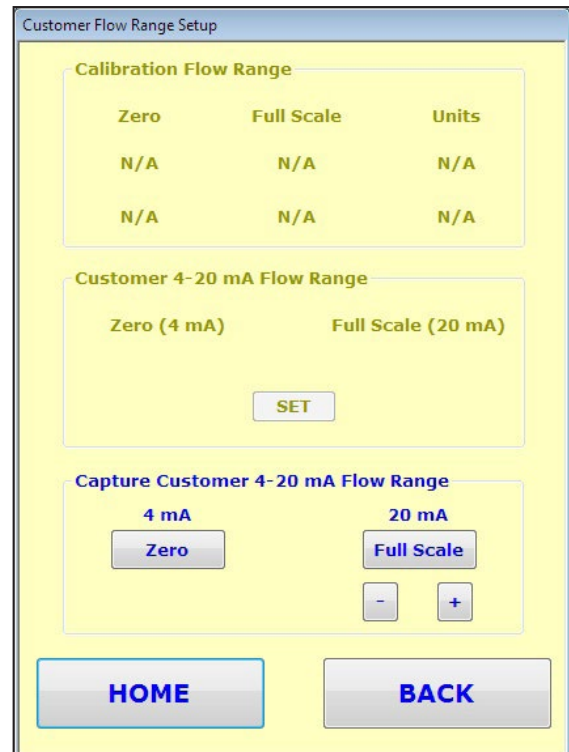 Customer Flow Range Setup
Calibration Flow Range
Zero Full Scale Units
N/A N/A N/A
N/A N/A N/A
Customer 4-20 mA Flow Range
Zero (4 mA) Full Scale (20 mA)
SET
Capture Customer 4-20 mA Flow Range
4 mA 20 mA
Zero Full Scale
- +
HOME BACK